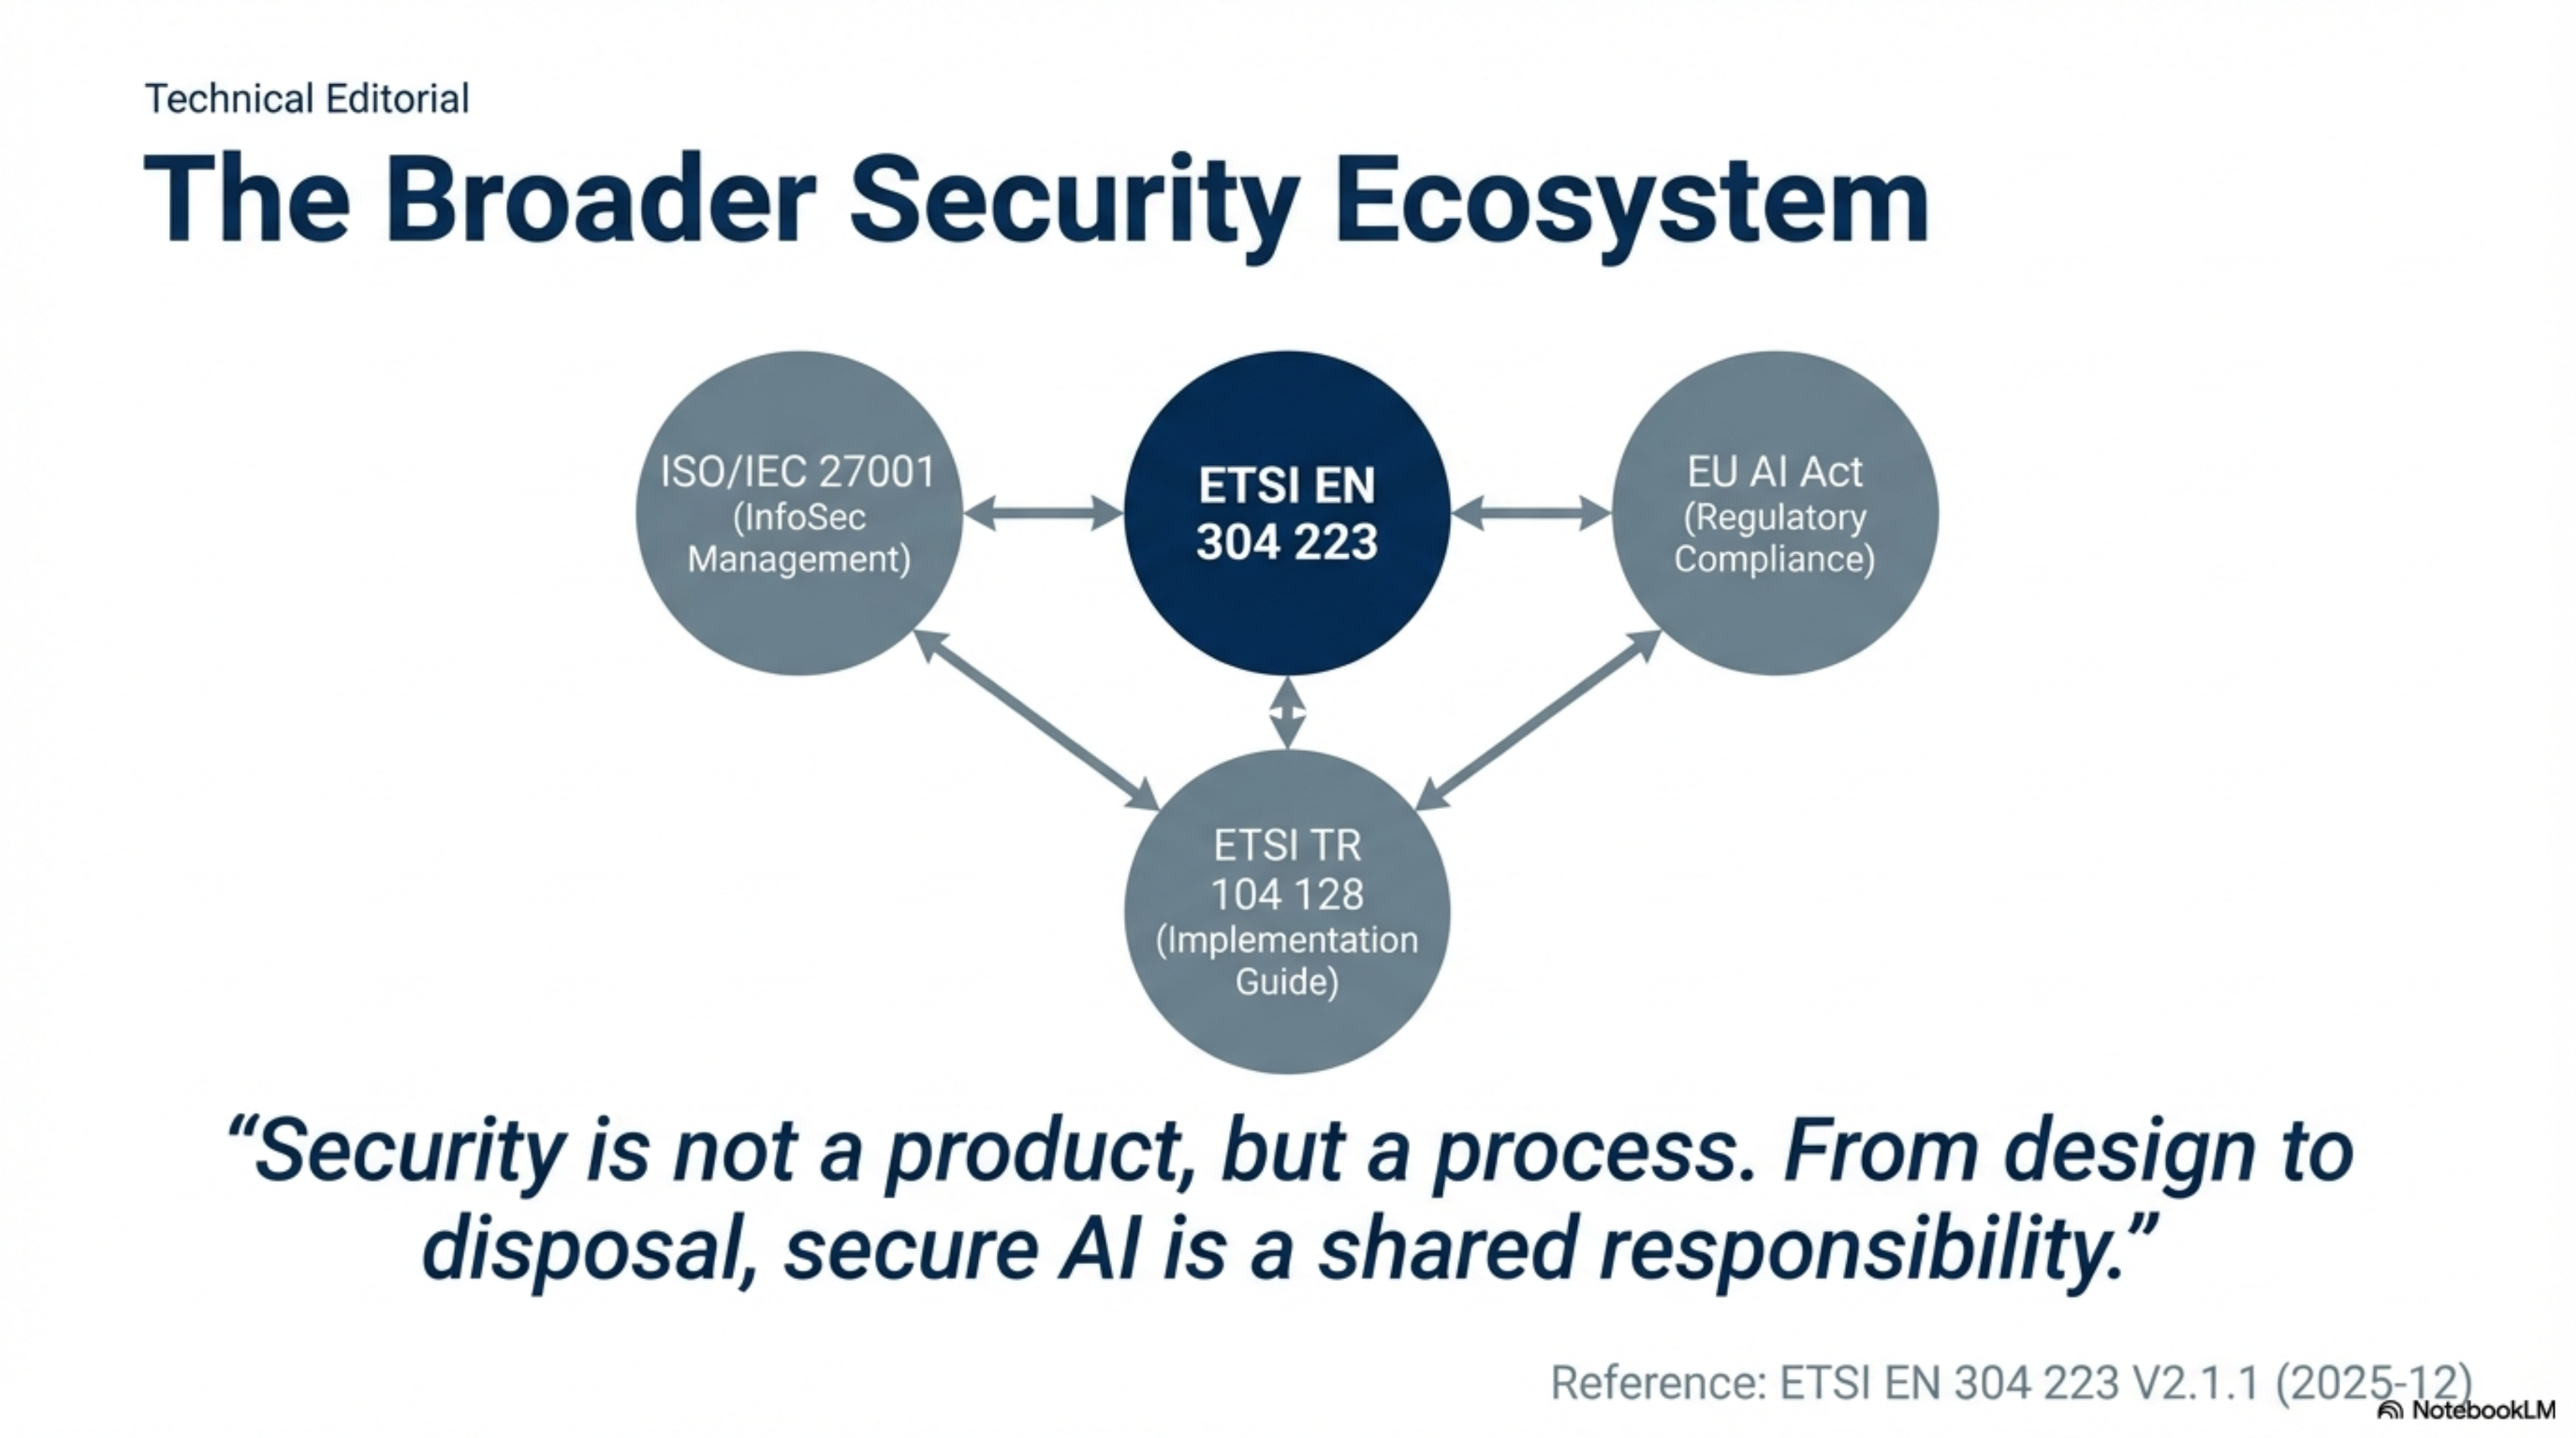 Technical Editorial
The Broader Security Ecosystem
ISO/IEC 27001
(InfoSec
Management)
ETSI EN
304 223
EU AI Act
(Regulatory
Compliance)
ETSI TR
104 128
(Implementation
Guide)
“Security is not a product, but a process. From design to
disposal, secure AI is a shared responsibility.”
Reference: ETSI EN 304 223 V2.1.1 (2025-12)
NotebookLM